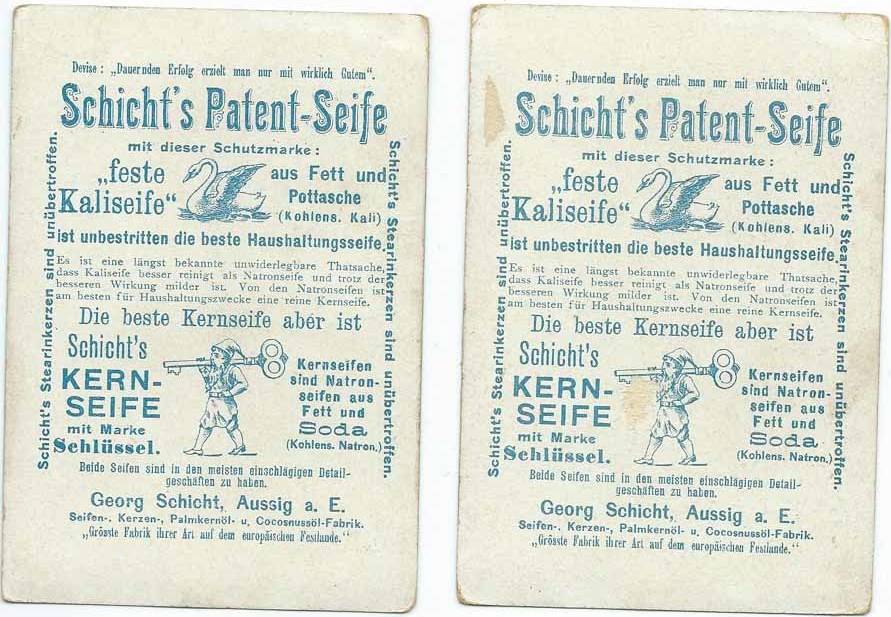 Devise: „Dauernden Erfolg erzielt man nur mit wirklich Gutem“.
Schicht's Patent-Seife
mit dieser Schutzmarke:
„feste Kaliseife“
aus Fett und
Pottasche
(Kohlens. Kali)
ist unbestritten die beste Haushaltungsseife.
Es ist eine längst bekannte unwiderlegbare Thatsache,
dass Kaliseife besser reinigt als Natronseife und trotz der
besseren Wirkung milder ist. Von den Natronseifen ist
am besten für Haushaltungszwecke eine reine Kernseife.
Die beste Kernseife aber ist
Schicht's
KERN-
SEIFE
mit Marke
Schlüssel.
Kernseifen
sind Natron-
seifen aus
Fett und
Soda
(Kohlens. Natron.)
Beide Seifen sind in den meisten einschlägigen Detail-
geschäften zu haben.
Georg Schicht, Aussig a. E.
Seifen-, Kerzen-, Palmkernöl- u. Cocosnussöl-Fabrik.
„Grösste Fabrik ihrer Art auf dem europäischen Festlande.“
Schicht's Stearinkerzen sind unübertroffen.
Schicht's Stearinkerzen sind unübertroffen.
Devise: „Dauernden Erfolg erzielt man nur mit wirklich Gutem“.
Schicht's Patent-Seife
mit dieser Schutzmarke:
„feste Kaliseife“
aus Fett und
Pottasche
(Kohlens. Kali)
ist unbestritten die beste Haushaltungsseife.
Es ist eine längst bekannte unwiderlegbare Thatsache,
dass Kaliseife besser reinigt als Natronseife und trotz der
besseren Wirkung milder ist. Von den Natronseifen ist
am besten für Haushaltungszwecke eine reine Kernseife.
Die beste Kernseife aber ist
Schicht's
KERN-
SEIFE
mit Marke
Schlüssel.
Kernseifen
sind Natron-
seifen aus
Fett und
Soda
(Kohlens. Natron.)
Beide Seifen sind in den meisten einschlägigen Detail-
geschäften zu haben.
Georg Schicht, Aussig a. E.
Seifen-, Kerzen-, Palmkernöl- u. Cocosnussöl-Fabrik.
„Grösste Fabrik ihrer Art auf dem europäischen Festlande.“
Schicht's Stearinkerzen sind unübertroffen.
Schicht's Stearinkerzen sind unübertroffen.